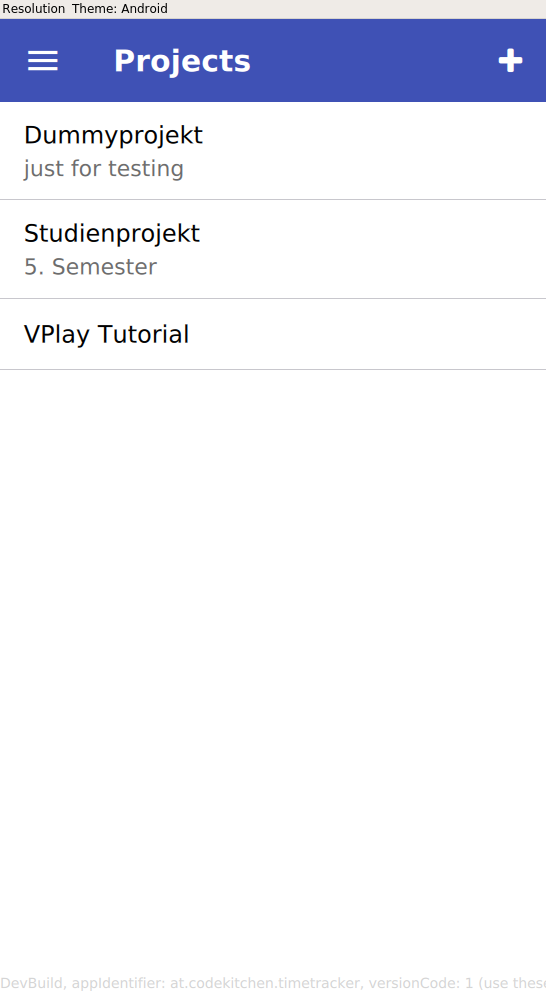 Resolution Theme: Android
Projects
Dummyprojekt
just for testing
Studienprojekt
5. Semester
VPlay Tutorial
DevBuild, appIdentifier: at.codekitchen.timetracker, versionCode: 1 (use these